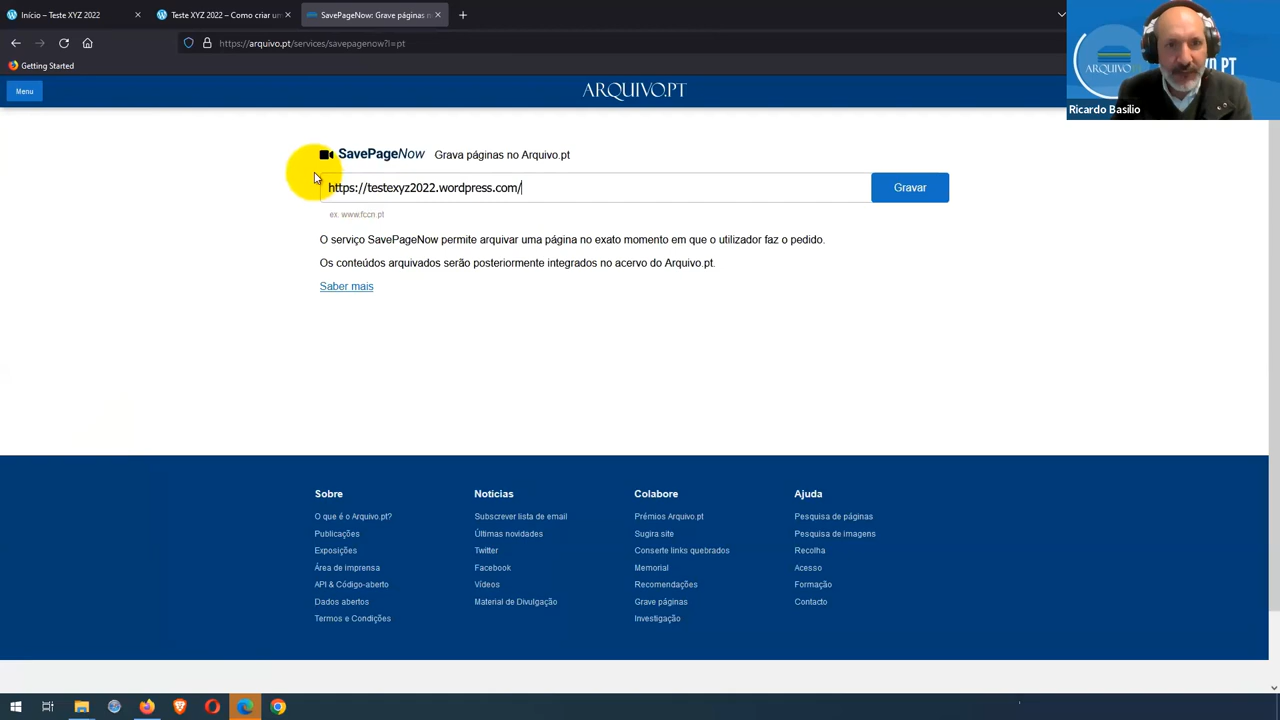 Início – Teste XYZ 2022
Teste XYZ 2022 – Como criar un
SavePageNow: Grave páginas n
https://arquivo.pt/services/savepagenow?l=pt
Getting Started
Menu
ARQUIVO.PT
ARQUIVO
IVO PT
Ricardo Basílio
SavePageNow Grava páginas no Arquivo.pt
https://testexyz2022.wordpress.com/
Gravar
ex. www.fccn.pt
O serviço SavePageNow permite arquivar uma página no exato momento em que o utilizador faz o pedido.
Os conteúdos arquivados serão posteriormente integrados no acervo do Arquivo.pt.
Saber mais
Sobre
O que é o Arquivo.pt?
Publicações
Exposições
Área de imprensa
API & Código-aberto
Dados abertos
Termos e Condições
Noticias
Subscrever lista de email
Últimas novidades
Twitter
Facebook
Vídeos
Material de Divulgação
Colabore
Prémios Arquivo.pt
Sugira site
Conserte links quebrados
Memorial
Recomendações
Grave páginas
Investigação
Ajuda
Pesquisa de páginas
Pesquisa de imagens
Recolha
Acesso
Formação
Contacto